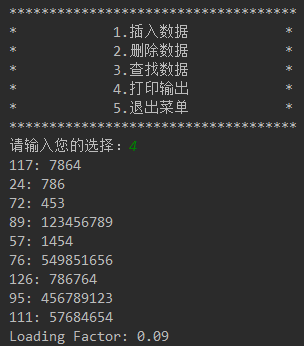 *************************************
* 1.插入数据 *
* 2.删除数据 *
* 3.查找数据 *
* 4.打印输出 *
* 5.退出菜单 *
*************************************
请输入您的选择：4
117: 7864
24: 786
72: 453
89: 123456789
57: 1454
76: 549851656
126: 786764
95: 456789123
111: 57684654
Loading Factor: 0.09